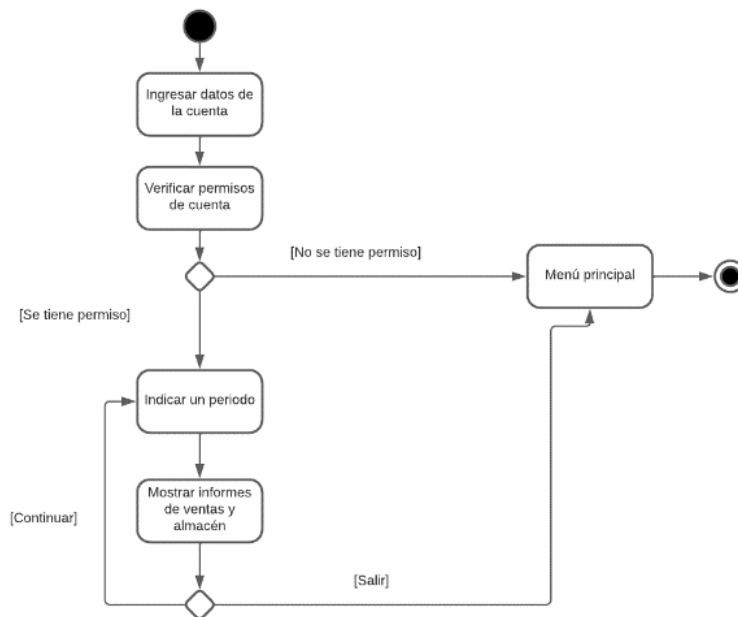 Ingresar datos de
la cuenta
Verificar permisos
de cuenta
[No se tiene permiso]
Menú principal
[Se tiene permiso]
Indicar un periodo
Mostrar informes
de ventas y
almacén
[Continuar]
[Salir]